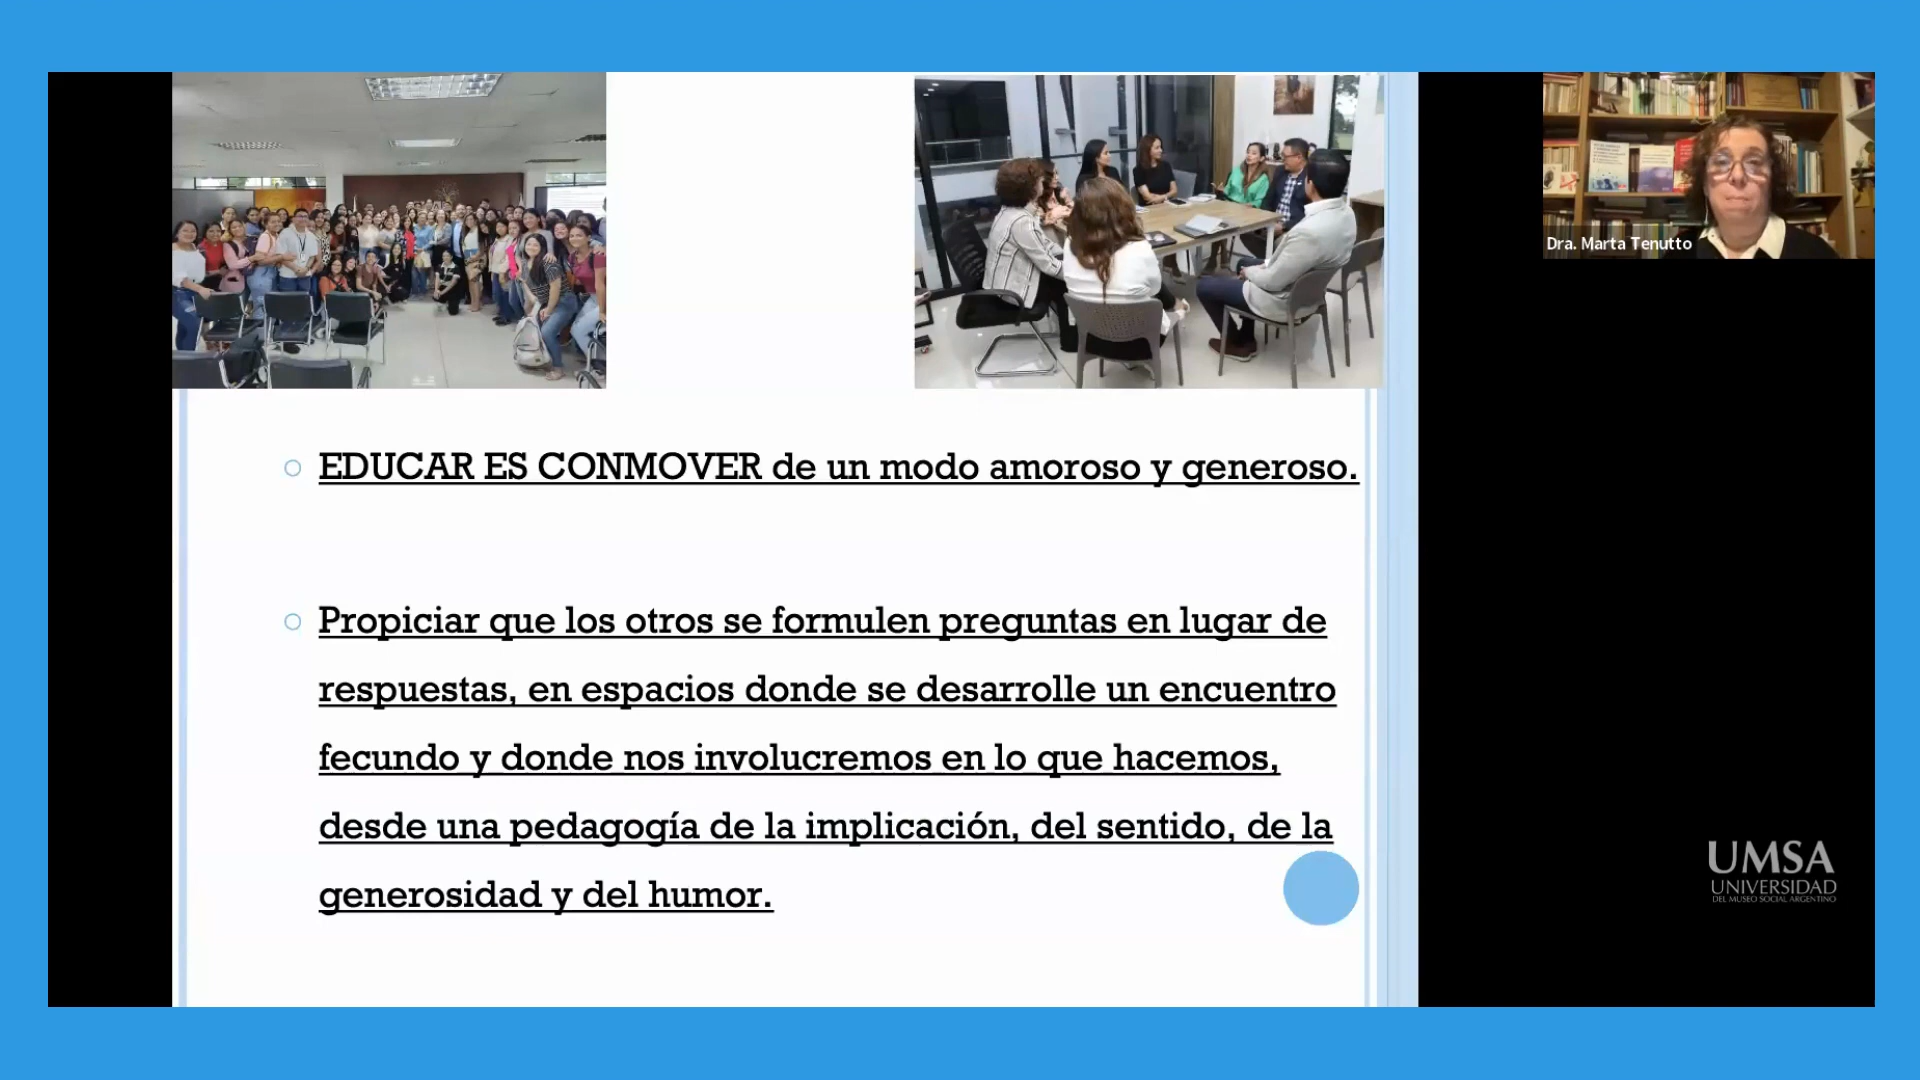 Dra. Marta Tenutto
EDUCAR ES CONMOVER de un modo amoroso y generoso.
Propiciar que los otros se formulen preguntas en lugar de
respuestas, en espacios donde se desarrolle un encuentro
fecundo y donde nos involucremos en lo que hacemos,
desde una pedagogía de la implicación, del sentido, de la
generosidad y del humor.
UMSA
UNIVERSIDAD
DEL MUSEO SOCIAL ARGENTINO